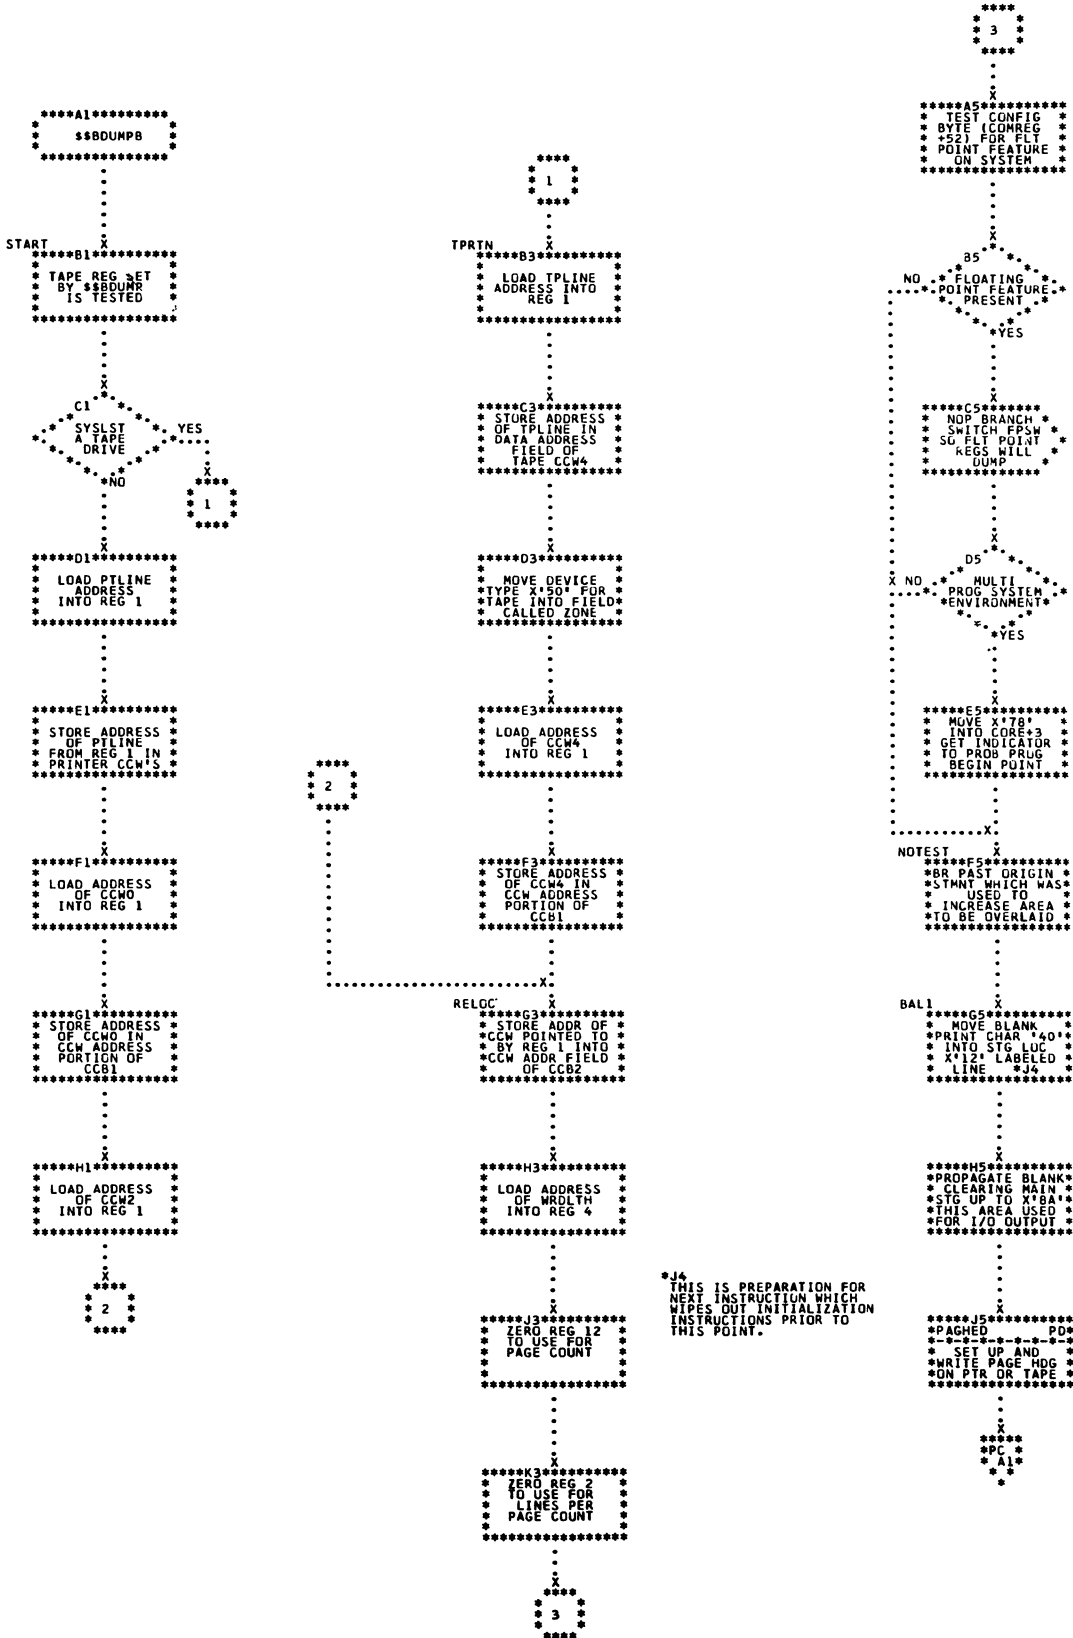 ****A1*********
$$BDUMPB
START
*****B1**********
TAPE REG SET
BY $$BDUMR
IS TESTED
C1
SYSLST
A TAPE
DRIVE
YES
NO
1
*****D1**********
LOAD PTLINE
ADDRESS
INTO REG 1
*****E1**********
STORE ADDRESS
OF PTLINE
FROM REG 1 IN
PRINTER CCW'S
*****F1**********
LOAD ADDRESS
OF CCW0
INTO REG 1
*****G1**********
STORE ADDRESS
OF CCW0 IN
CCW ADDRESS
PORTION OF
CCB1
*****H1**********
LOAD ADDRESS
OF CCW2
INTO REG 1
2
1
TPRTN
*****B3**********
LOAD TPLINE
ADDRESS INTO
REG 1
*****C3**********
STORE ADDRESS
OF TPLINE IN
DATA ADDRESS
FIELD OF
TAPE CCW4
*****D3**********
MOVE DEVICE
*TYPE X'50' FOR
*TAPE INTO FIELD*
CALLED ZONE
*****E3**********
LOAD ADDRESS
OF CCW4
INTO REG 1
2
*****F3**********
STORE ADDRESS
OF CCW4 IN
CCW ADDRESS
PORTION OF
CCB1
RELOC
*****G3**********
STORE ADDR OF
*CCW POINTED TO
BY REG 1 INTO
*CCW ADDR FIELD
OF CCB2
*****H3**********
LOAD ADDRESS
OF WRDLTH
INTO REG 4
*****J3**********
ZERO REG 12
TO USE FOR
PAGE COUNT
*****K3**********
ZERO REG 2
TO USE FOR
LINES PER
PAGE COUNT
3
*J4
THIS IS PREPARATION FOR
NEXT INSTRUCTION WHICH
WIPES OUT INITIALIZATION
INSTRUCTIONS PRIOR TO
THIS POINT.
3
*****A5**********
TEST CONFIG
BYTE (COMREG
+52) FOR FLT
POINT FEATURE
ON SYSTEM
B5
NO
FLOATING
POINT FEATURE
PRESENT
YES
*****C5*******
NOP BRANCH
SWITCH FPSW
SO FLT POINT
REGS WILL
DUMP
D5
NO
MULTI
PROG SYSTEM
*ENVIRONMENT*
YES
*****E5**********
MOVE X'78'
INTO CORE+3
GET INDICATOR
TO PROB PROG
BEGIN POINT
NOTEST
*****F5**********
*BR PAST ORIGIN
*STMNT WHICH WAS*
USED TO
INCREASE AREA
*TO BE OVERLAID
BAL1
*****G5**********
MOVE BLANK
*PRINT CHAR '40'*
INTO STG LOC
X'12' LABELED
LINE *J4
*****H5**********
*PROPAGATE BLANK*
CLEARING MAIN
*STG UP TO X'8A'*
*THIS AREA USED
*FOR I/O OUTPUT
*****J5**********
*PAGHED PD*
*-*-*-*-*-*-*-*-*
SET UP AND
*WRITE PAGE HDG
*ON PTR OR TAPE
*PC
A1*